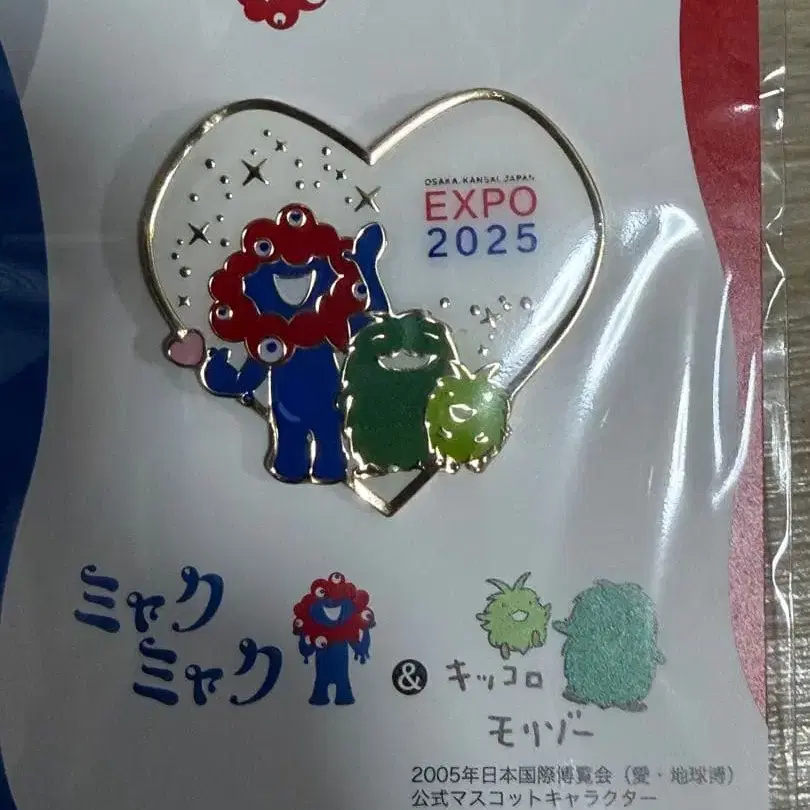 OSAKA, KANSAI, JAPAN
EXPO
2025
ミャク
ミャク
&
キッコロ
モリゾー
2005年日本国際博覧会（愛・地球博）
公式マスコットキャラクター